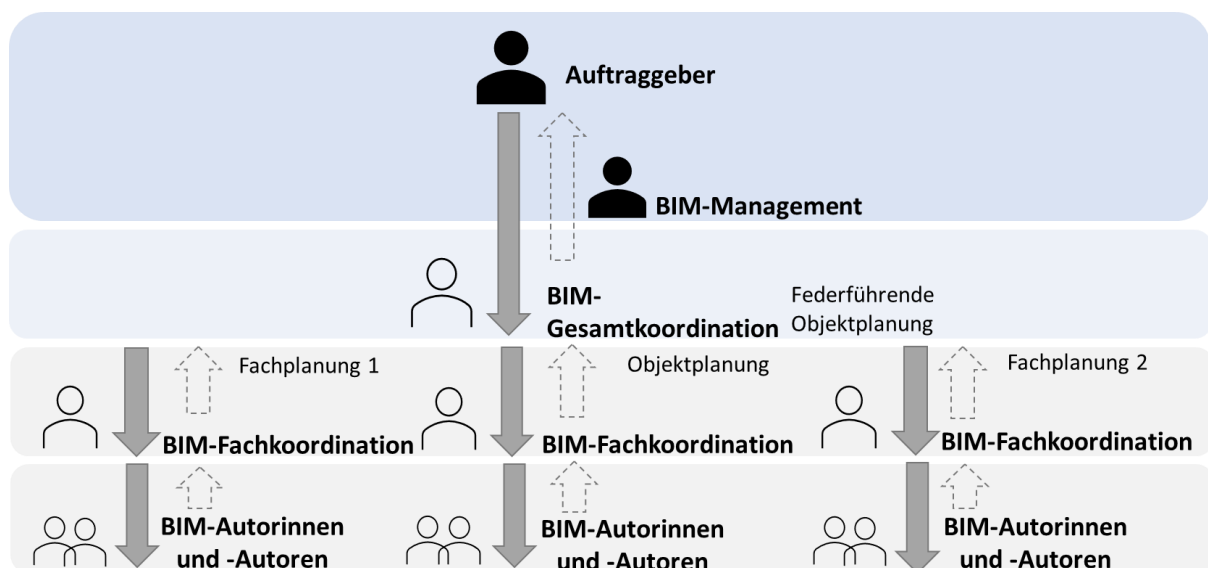 Auftraggeber
BIM-Management
BIM-
Gesamtkoordination
Federführende
Objektplanung
Fachplanung 1
Objektplanung
Fachplanung 2
BIM-Fachkoordination
BIM-Fachkoordination
BIM-Fachkoordination
BIM-Autorinnen
und -Autoren
BIM-Autorinnen
und -Autoren
BIM-Autorinnen
und -Autoren